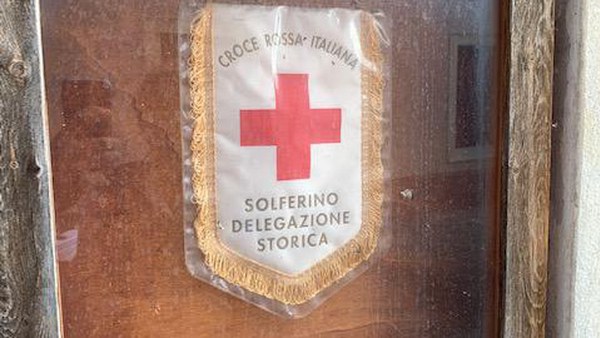 CROCE ROSSA ITALIANA
SOLFERINO
DELEGAZIONE
STORICA